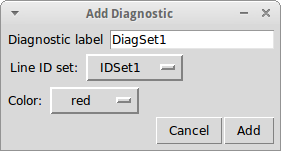 Add Diagnostic
Diagnostic label DiagSet1
Line ID set: IDSet1
Color: red
Cancel Add